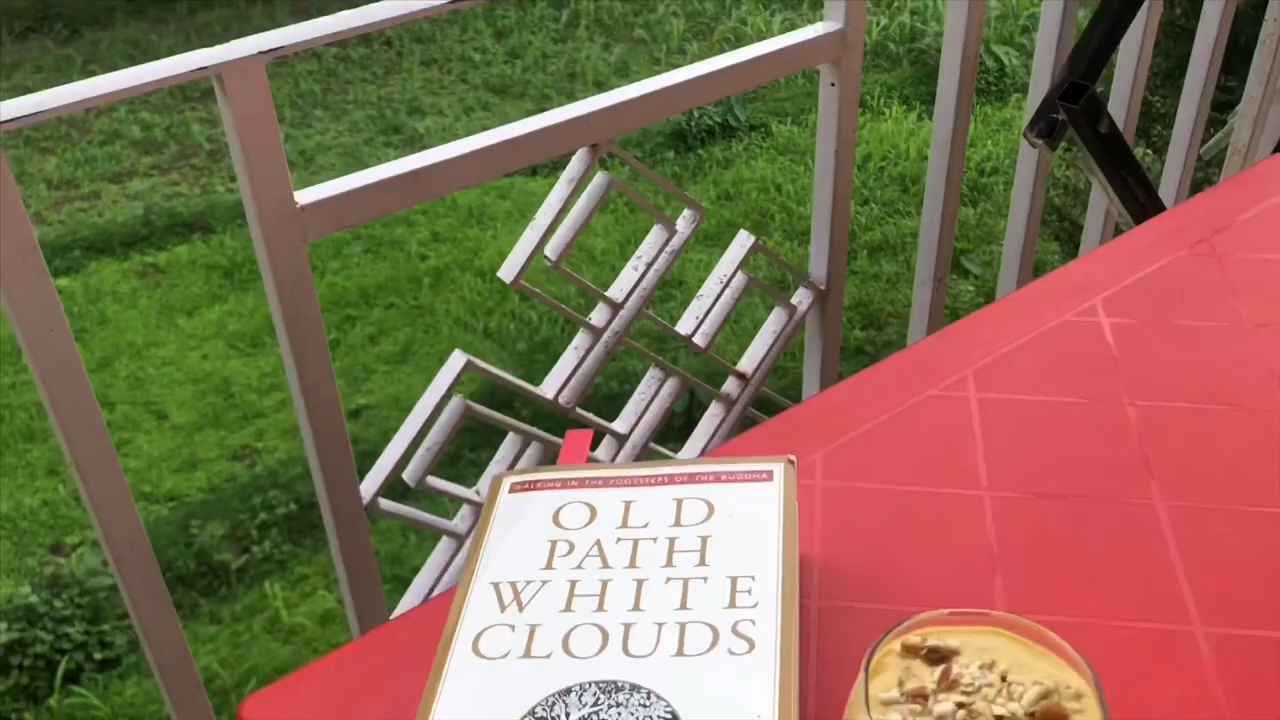 WALKING IN THE FOOTSTEPS OF THE BUDDHA
OLD
PATH
WHITE
CLOUDS